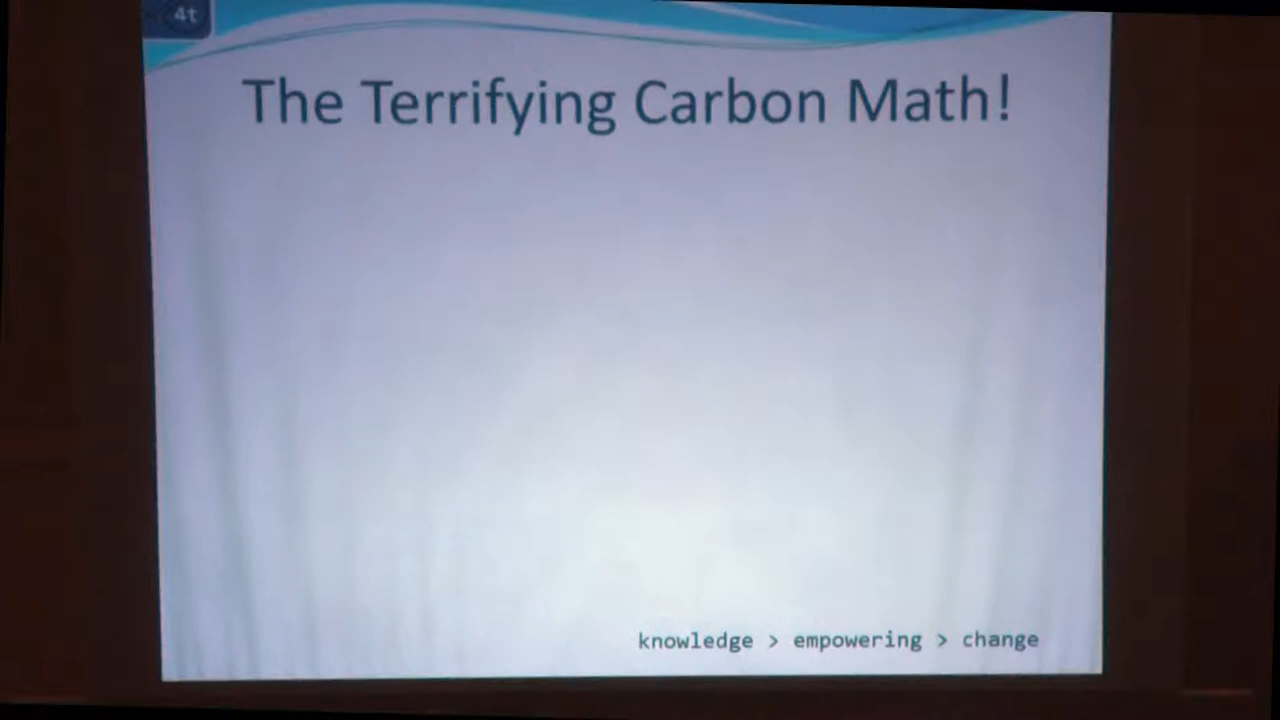 4t
The Terrifying Carbon Math!
knowledge > empowering > change